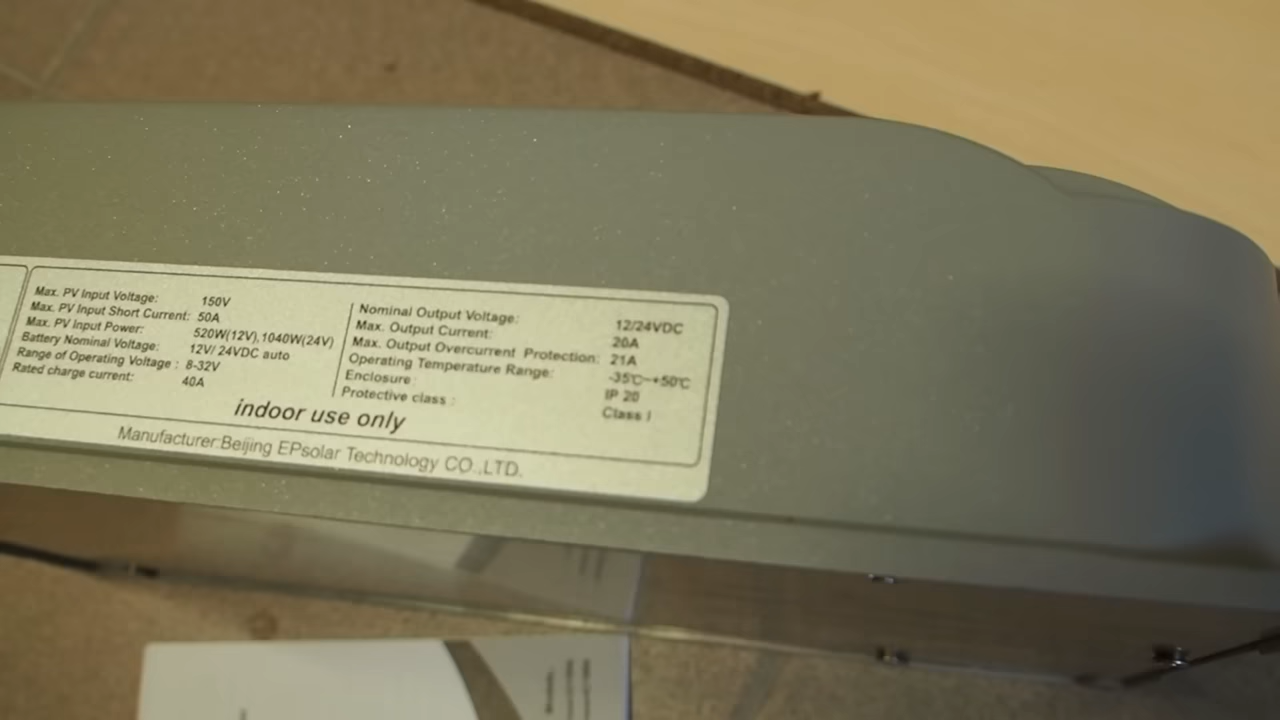 Max. PV Input Voltage: 150V
Max. PV Input Short Current: 50A
Max. PV Input Power: 520W(12V),1040W(24V)
Battery Nominal Voltage: 12V/ 24VDC auto
Range of Operating Voltage : 8-32V
Rated charge current: 40A
Nominal Output Voltage: 12/24VDC
Max. Output Current: 20A
Max. Output Overcurrent Protection: 21A
Operating Temperature Range: -35℃~+50℃
Enclosure: IP 20
Protective class : Class I
indoor use only
Manufacturer:Beijing EPsolar Technology CO.,LTD.